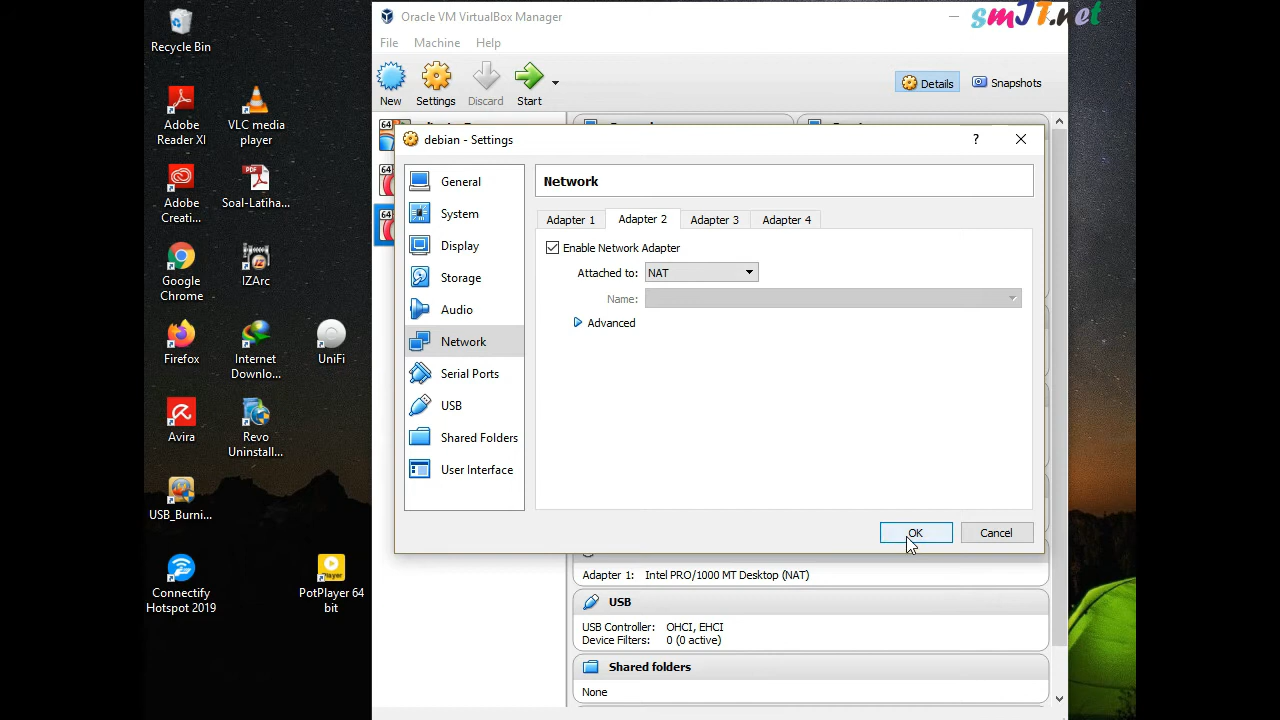 Recycle Bin
Adobe
Reader XI
VLC media
player
Adobe
Creati...
Soal-Latiha...
Google
Chrome
IZArc
Firefox
Internet
Downlo...
UniFi
Avira
Revo
Uninstall...
USB_Burni...
Connectify
Hotspot 2019
PotPlayer 64
bit
Oracle VM VirtualBox Manager
smJT.net
File Machine Help
New Settings Discard Start
Details Snapshots
64
64
64
debian - Settings
?
General
System
Display
Storage
Audio
Network
Serial Ports
USB
Shared Folders
User Interface
Network
Adapter 1 Adapter 2 Adapter 3 Adapter 4
Enable Network Adapter
Attached to: NAT
Name:
Advanced
OK Cancel
Adapter 1: Intel PRO/1000 MT Desktop (NAT)
USB
USB Controller: OHCI, EHCI
Device Filters: 0 (0 active)
Shared folders
None